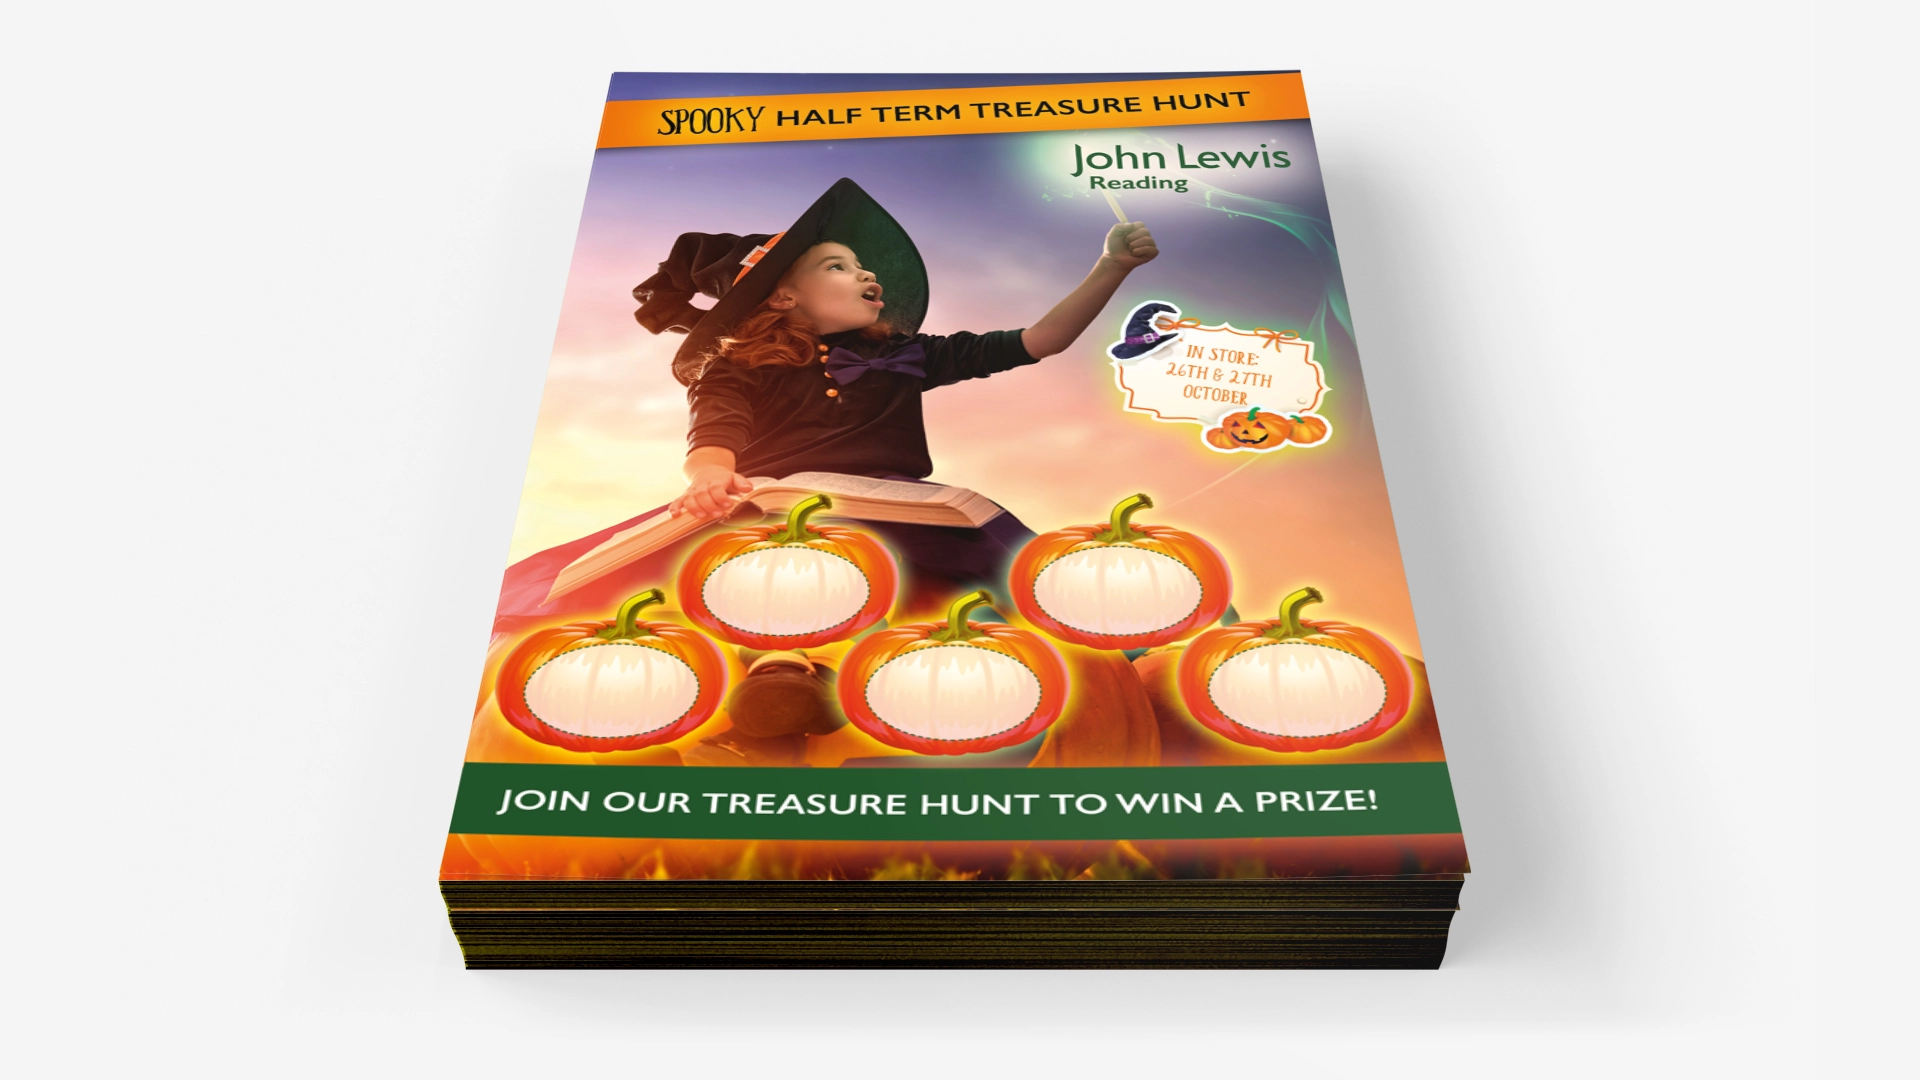 SPOOKY HALF TERM TREASURE HUNT
John Lewis
Reading
IN STORE:
26TH & 27TH
OCTOBER
JOIN OUR TREASURE HUNT TO WIN A PRIZE!